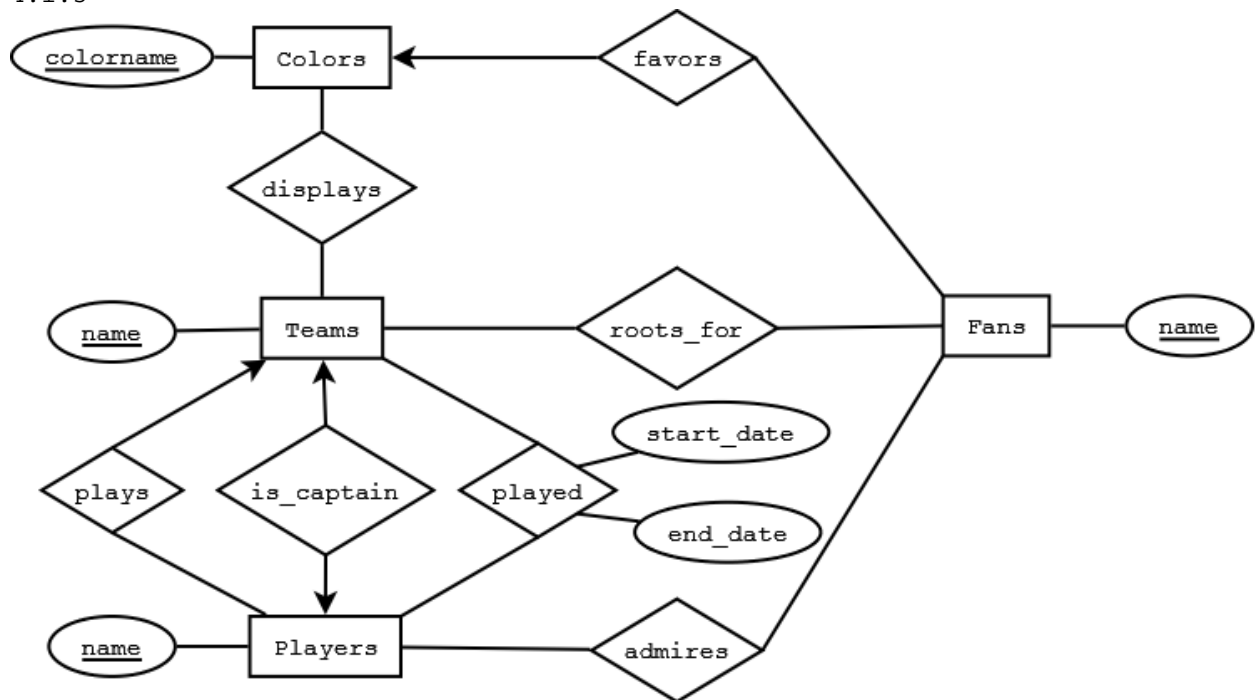 colorname
Colors
favors
displays
name
Teams
roots_for
Fans
name
start_date
plays
is_captain
played
end_date
name
Players
admires